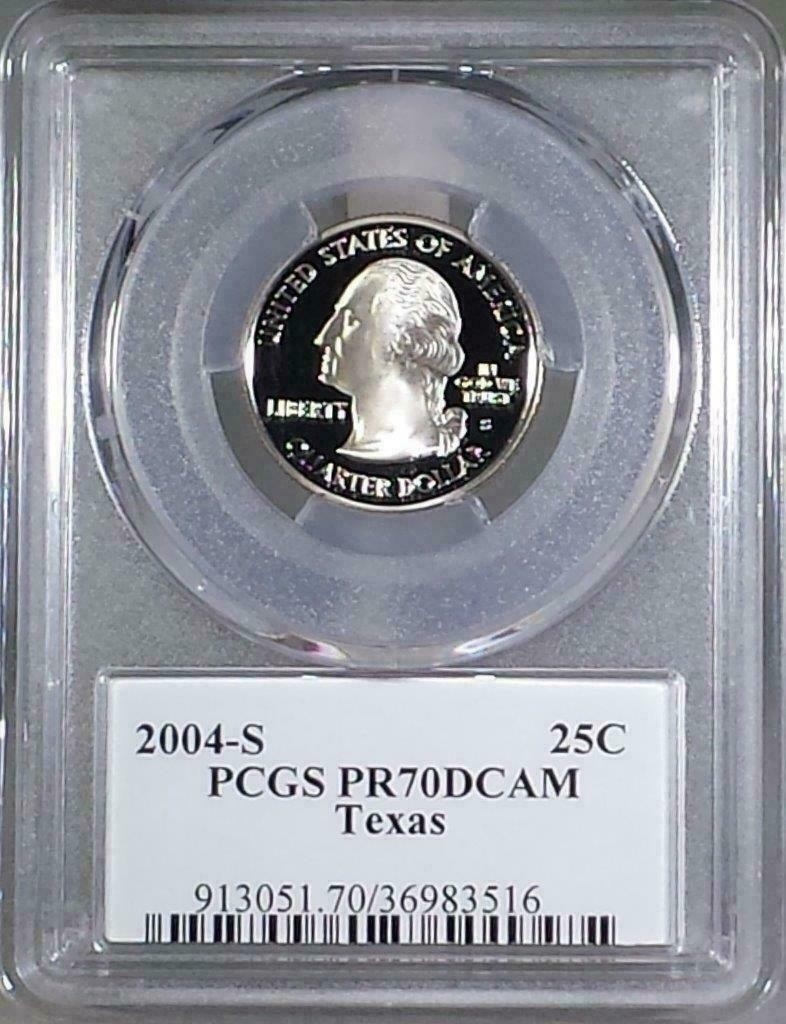 UNITED STATES OF AMERICA
LIBERTY
IN
GOD WE
TRUST
S
QUARTER DOLLAR
2004-S 25C
PCGS PR70DCAM
Texas
913051.70/36983516